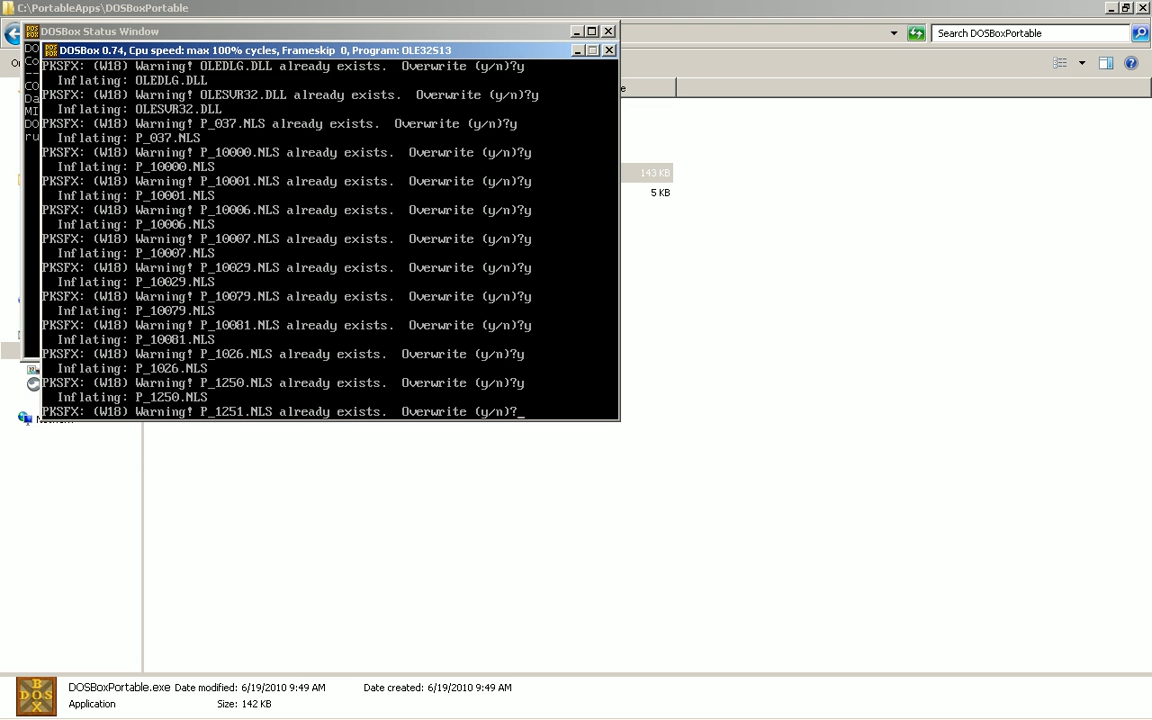 C:\PortableApps\DOSBoxPortable
DOSBox Status Window
Search DOSBoxPortable
DOSBox 0.74, Cpu speed: max 100% cycles, Frameskip 0, Program: OLE32S13
PKSFX: (W18) Warning! OLEDLG.DLL already exists. Overwrite (y/n)?y
Inflating: OLEDLG.DLL
PKSFX: (W18) Warning! OLESVR32.DLL already exists. Overwrite (y/n)?y
Inflating: OLESVR32.DLL
PKSFX: (W18) Warning! P_037.NLS already exists. Overwrite (y/n)?y
Inflating: P_037.NLS
PKSFX: (W18) Warning! P_10000.NLS already exists. Overwrite (y/n)?y
Inflating: P_10000.NLS
143 KB
PKSFX: (W18) Warning! P_10001.NLS already exists. Overwrite (y/n)?y
Inflating: P_10001.NLS
5 KB
PKSFX: (W18) Warning! P_10006.NLS already exists. Overwrite (y/n)?y
Inflating: P_10006.NLS
PKSFX: (W18) Warning! P_10007.NLS already exists. Overwrite (y/n)?y
Inflating: P_10007.NLS
PKSFX: (W18) Warning! P_10029.NLS already exists. Overwrite (y/n)?y
Inflating: P_10029.NLS
PKSFX: (W18) Warning! P_10079.NLS already exists. Overwrite (y/n)?y
Inflating: P_10079.NLS
PKSFX: (W18) Warning! P_10081.NLS already exists. Overwrite (y/n)?y
Inflating: P_10081.NLS
PKSFX: (W18) Warning! P_1026.NLS already exists. Overwrite (y/n)?y
Inflating: P_1026.NLS
PKSFX: (W18) Warning! P_1250.NLS already exists. Overwrite (y/n)?y
Inflating: P_1250.NLS
PKSFX: (W18) Warning! P_1251.NLS already exists. Overwrite (y/n)?_
DOSBoxPortable.exe Date modified: 6/19/2010 9:49 AM Date created: 6/19/2010 9:49 AM
Application Size: 142 KB